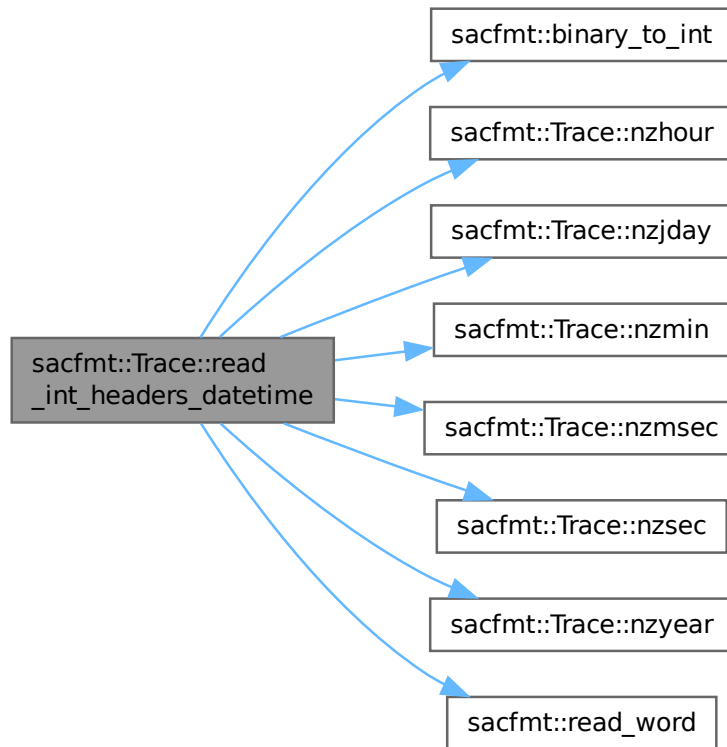 sacfmt::binary_to_int
sacfmt::Trace::nzhour
sacfmt::Trace::nzjday
sacfmt::Trace::nzmin
sacfmt::Trace::read
_int_headers_datetime
sacfmt::Trace::nzmsec
sacfmt::Trace::nzsec
sacfmt::Trace::nzyear
sacfmt::read_word